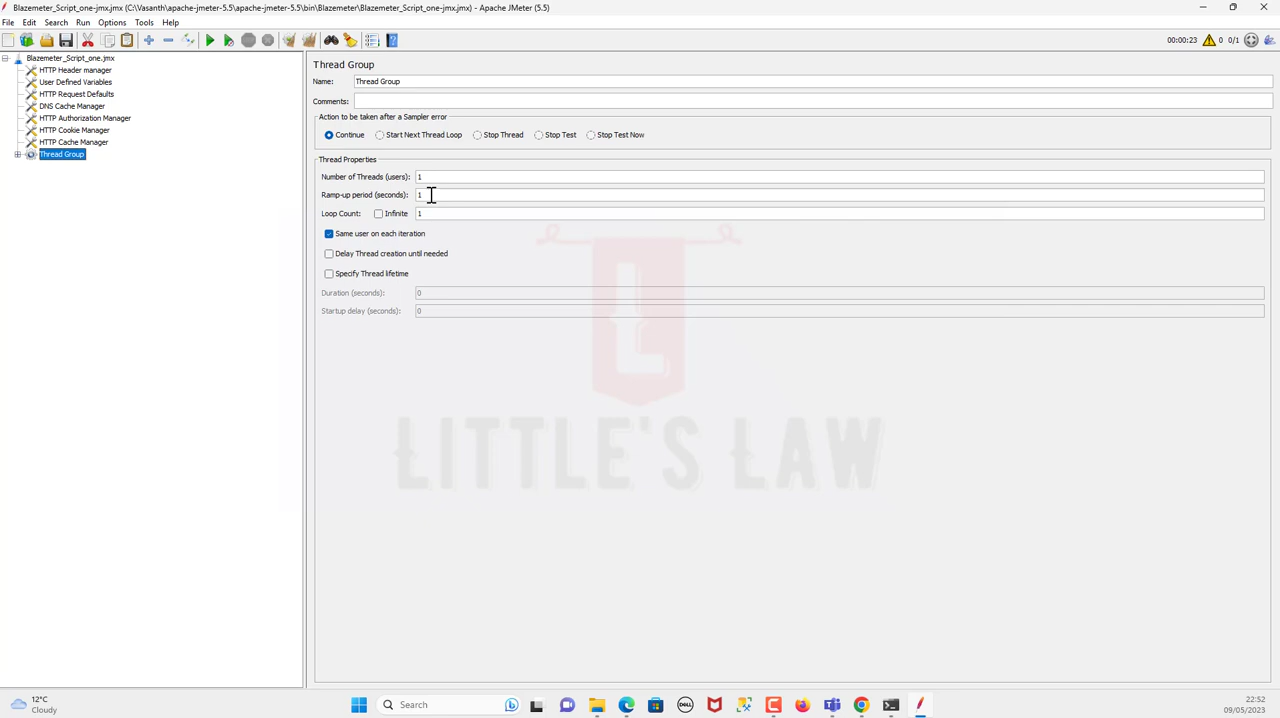 Blazemeter_Script_one-jmx.jmx (C:\Vasanth\apache-jmeter-5.5\apache-jmeter-5.5\bin\Blazemeter\Blazemeter_Script_one-jmx.jmx) - Apache JMeter (5.5)
File Edit Search Run Options Tools Help
00:00:23 0 0/1
Blazemeter_Script_one.jmx
HTTP Header manager
User Defined Variables
HTTP Request Defaults
DNS Cache Manager
HTTP Authorization Manager
HTTP Cookie Manager
HTTP Cache Manager
Thread Group
Thread Group
Name: Thread Group
Comments:
Action to be taken after a Sampler error
Continue Start Next Thread Loop Stop Thread Stop Test Stop Test Now
Thread Properties
Number of Threads (users): 1
Ramp-up period (seconds): 1
Loop Count: Infinite 1
Same user on each iteration
Delay Thread creation until needed
Specify Thread lifetime
Duration (seconds): 0
Startup delay (seconds): 0
L
LITTLE'S LAW
12°C
Cloudy
Search
DELL
22:52
09/05/2023